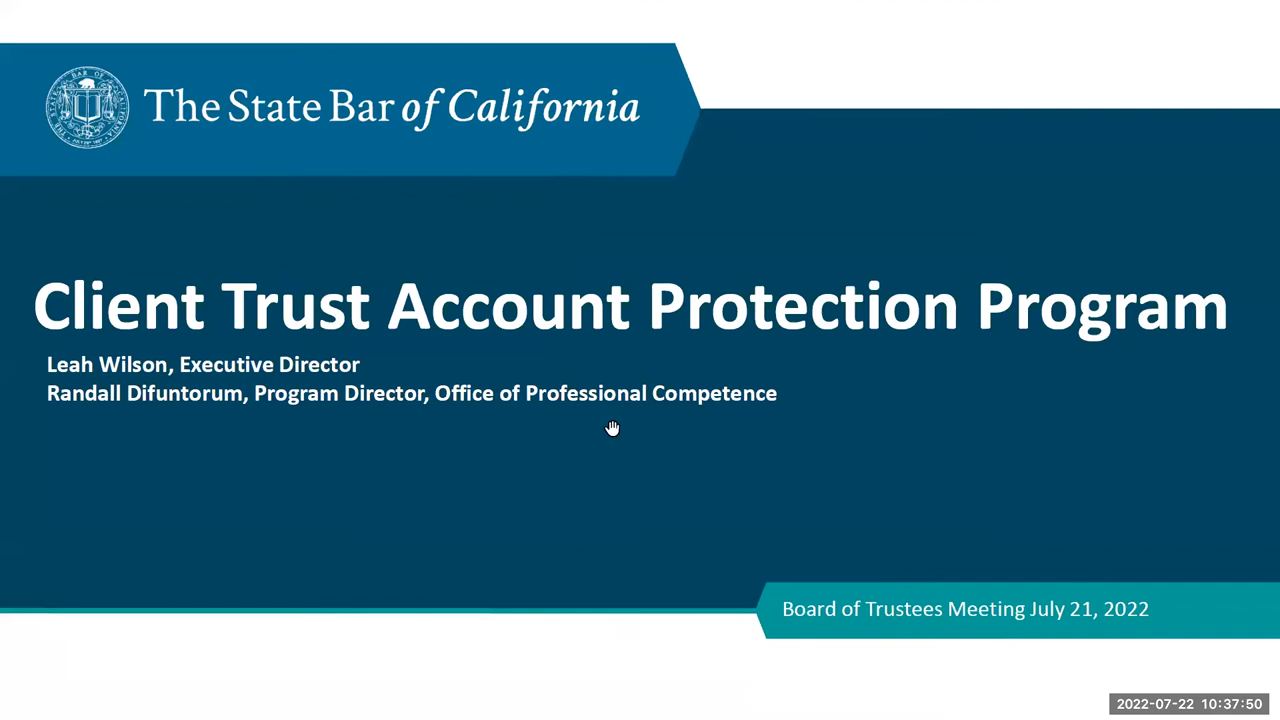 The State Bar of California
Client Trust Account Protection Program
Leah Wilson, Executive Director
Randall Difuntorum, Program Director, Office of Professional Competence
Board of Trustees Meeting July 21, 2022
2022-07-22 10:37:50